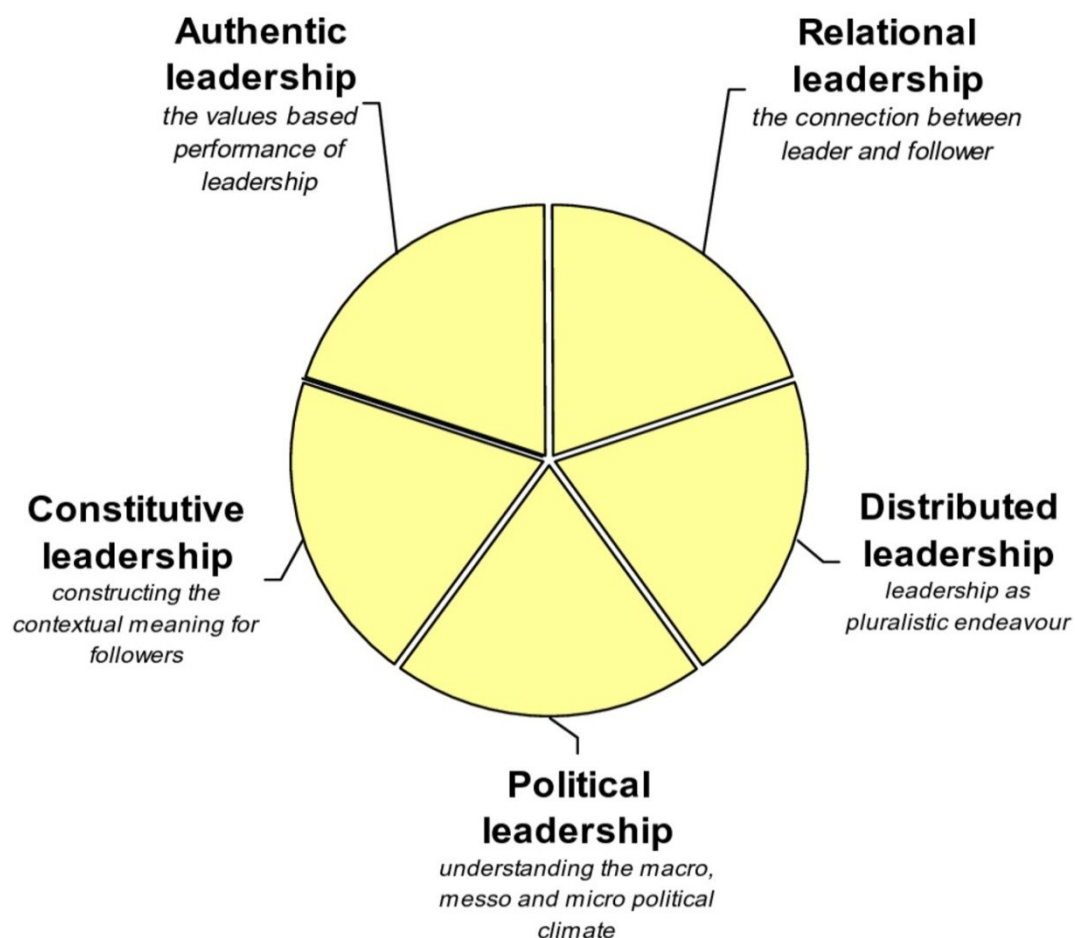 Authentic
leadership
the values based
performance of
leadership
Relational
leadership
the connection between
leader and follower
Constitutive
leadership
constructing the
contextual meaning for
followers
Distributed
leadership
leadership as
pluralistic endeavour
Political
leadership
understanding the macro,
messo and micro political
climate